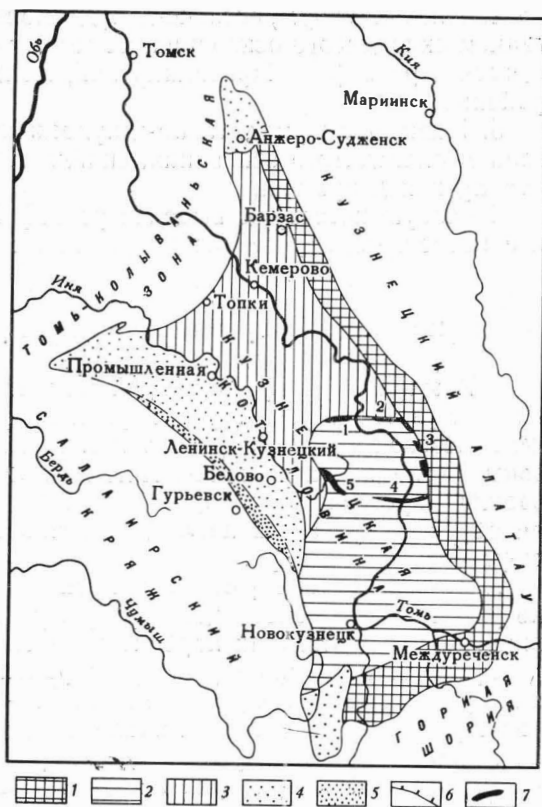 Обь
Томск
Кия
Мариинск
Анжеро-Судженск
Барзас
Кемерово
Топки
ТОМЬ-КОЛЫВАНЬСКАЯ
ЗОНА
Иня
КУЗНЕЦКИЙ АЛАТАУ
КУЗНЕЦКАЯ
КОТЛОВИНА
Промышленная
Ленинск-Кузнецкий
Белово
Гурьевск
САЛАИРСКИЙ
КРЯЖ
Бердь
Чумыш
1
2
3
4
5
Новокузнецк
Томь
Междуреченск
ГОРНАЯ
ШОРИЯ
1 2 3 4 5 6 7